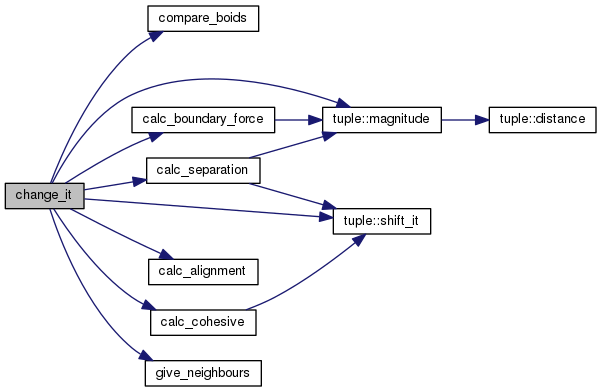 compare_boids
calc_boundary_force
tuple::magnitude
tuple::distance
calc_separation
change_it
tuple::shift_it
calc_alignment
calc_cohesive
give_neighbours